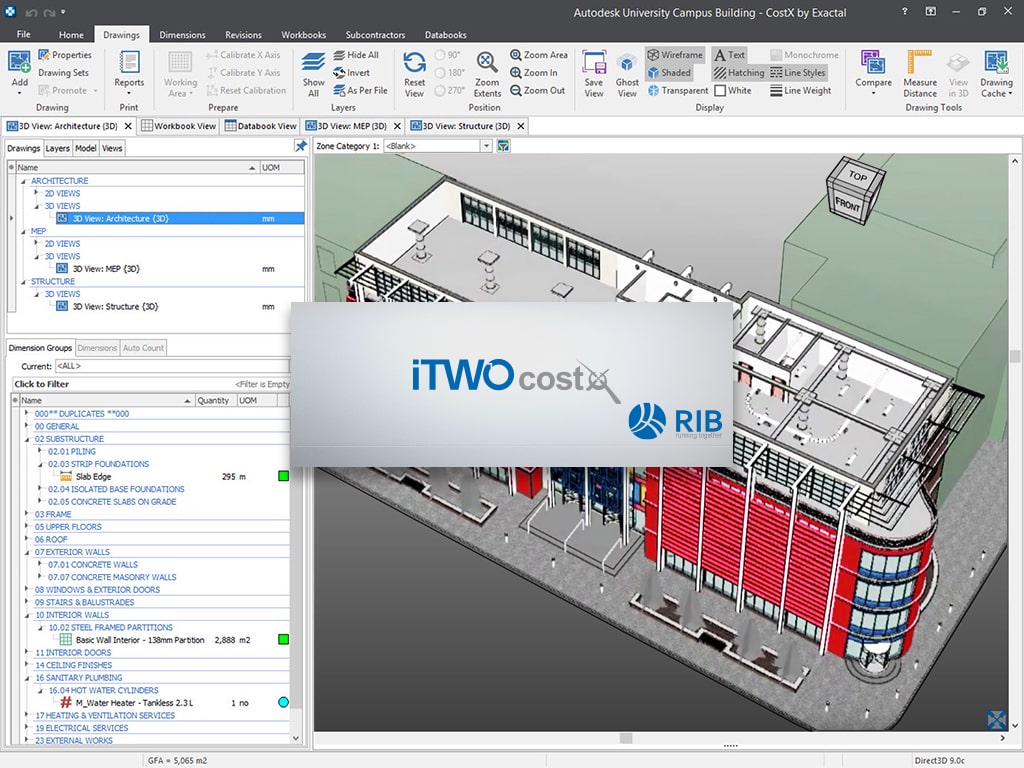 Autodesk University Campus Building - CostX by Exactal
File Home Drawings Dimensions Revisions Workbooks Subcontractors Databooks
Add
Properties
Drawing Sets
Promote
Drawing
Reports
Print
Working Area
Calibrate X Axis
Calibrate Y Axis
Reset Calibration
Prepare
Show All
Hide All
Invert
As Per File
Layers
Reset View
90°
180°
270°
Zoom Extents
Zoom Area
Zoom In
Zoom Out
Position
Save View
Ghost View
Wireframe
Shaded
Transparent
Text
Hatching
White
Monochrome
Line Styles
Line Weight
Display
Compare
Measure Distance
View in 3D
Drawing Cache
Drawing Tools
3D View: Architecture (3D) Workbook View Databook View 3D View: MEP (3D) 3D View: Structure (3D)
Drawings Layers Model Views
Zone Category 1: <Blank>
Name UOM
ARCHITECTURE
2D VIEWS
3D VIEWS
3D View: Architecture {3D} mm
MEP
2D VIEWS
3D VIEWS
3D View: MEP {3D} mm
STRUCTURE
3D VIEWS
3D View: Structure {3D} mm
TOP
FRONT
iTWO costX
RIB
running together
Dimension Groups Dimensions Auto Count
Current: <ALL>
Click to Filter <Filter is Empty
Name Quantity UOM
000** DUPLICATES **000
00 GENERAL
02 SUBSTRUCTURE
02.01 PILING
02.03 STRIP FOUNDATIONS
Slab Edge 295 m
02.04 ISOLATED BASE FOUNDATIONS
02.05 CONCRETE SLABS ON GRADE
03 FRAME
05 UPPER FLOORS
06 ROOF
07 EXTERIOR WALLS
07.01 CONCRETE WALLS
07.07 CONCRETE MASONRY WALLS
08 WINDOWS & EXTERIOR DOORS
09 STAIRS & BALUSTRADES
10 INTERIOR WALLS
10.02 STEEL FRAMED PARTITIONS
Basic Wall Interior - 138mm Partition 2,888 m2
11 INTERIOR DOORS
14 CEILING FINISHES
16 SANITARY PLUMBING
16.04 HOT WATER CYLINDERS
M_Water Heater - Tankless 2.3 L 1 no
17 HEATING & VENTILATION SERVICES
19 ELECTRICAL SERVICES
23 EXTERNAL WORKS
GFA = 5,065 m2
Direct3D 9.0c